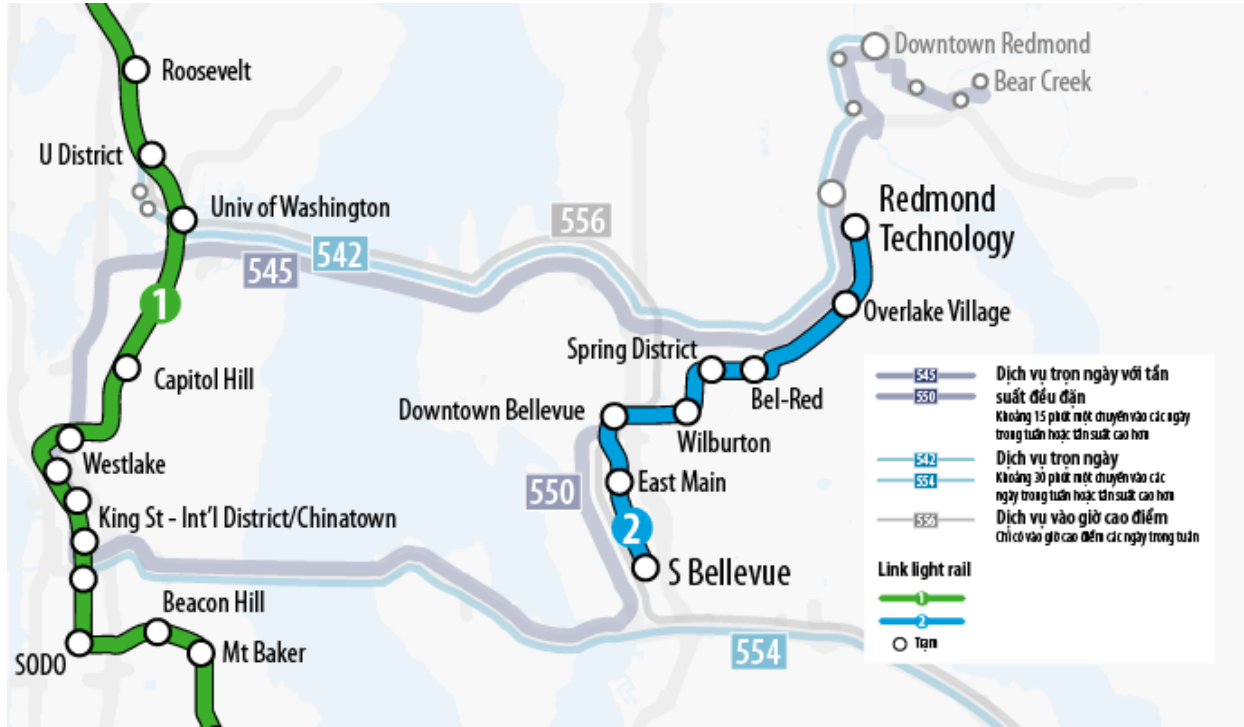 Roosevelt
U District
Univ of Washington
1
Capitol Hill
Westlake
King St - Int'l District/Chinatown
Beacon Hill
SODO
Mt Baker
545
542
556
550
554
Downtown Redmond
Bear Creek
Redmond
Technology
Overlake Village
Spring District
Bel-Red
Downtown Bellevue
Wilburton
East Main
2
S Bellevue
545
Dịch vụ trọn ngày với tần
550
suất đều đặn
Khoảng 15 phút một chuyến vào các ngày
trong tuần hoặc tần suất cao hơn
542
Dịch vụ trọn ngày
554
Khoảng 30 phút một chuyến vào các
ngày trong tuần hoặc tần suất cao hơn
556
Dịch vụ vào giờ cao điểm
Chỉ có vào giờ cao điểm các ngày trong tuần
Link light rail
1
2
Trạm